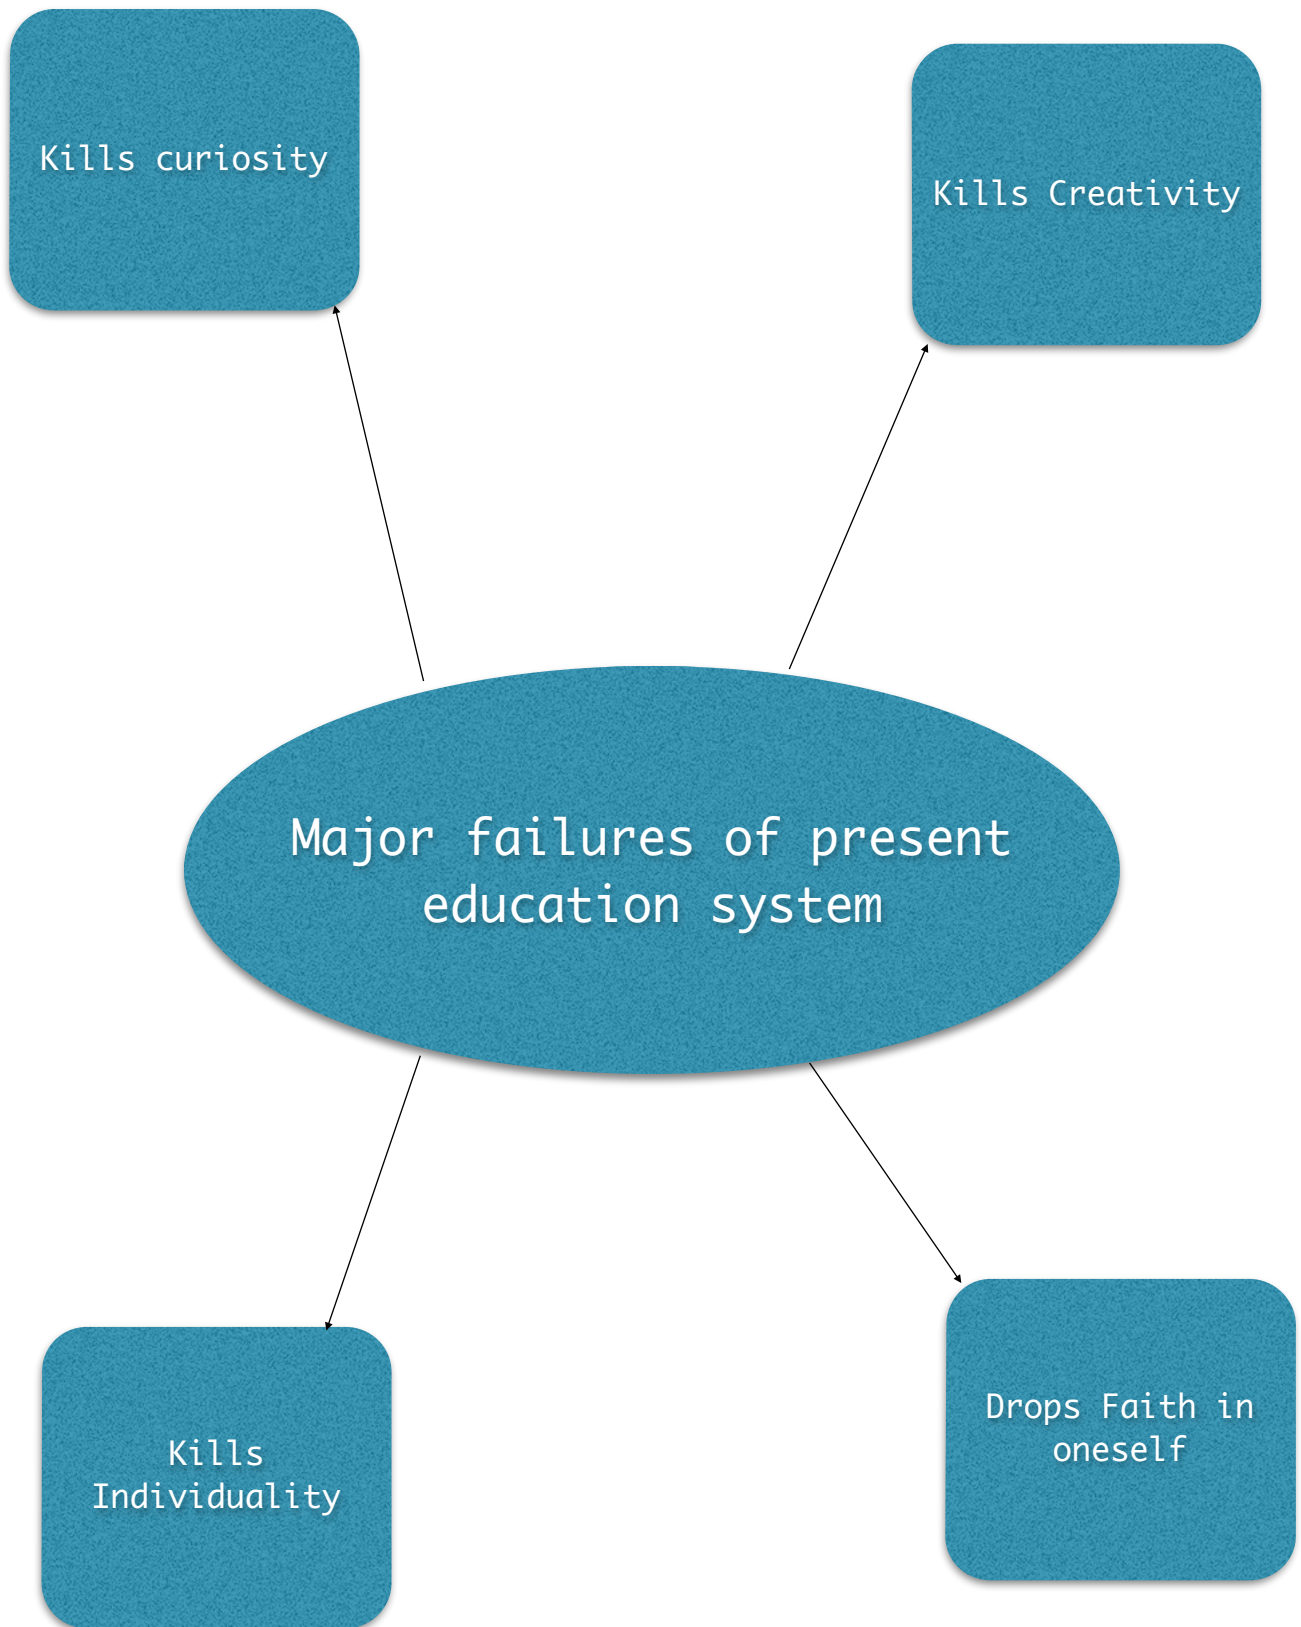 Kills curiosity
Kills Creativity
Major failures of present
education system
Kills
Individuality
Drops Faith in
oneself